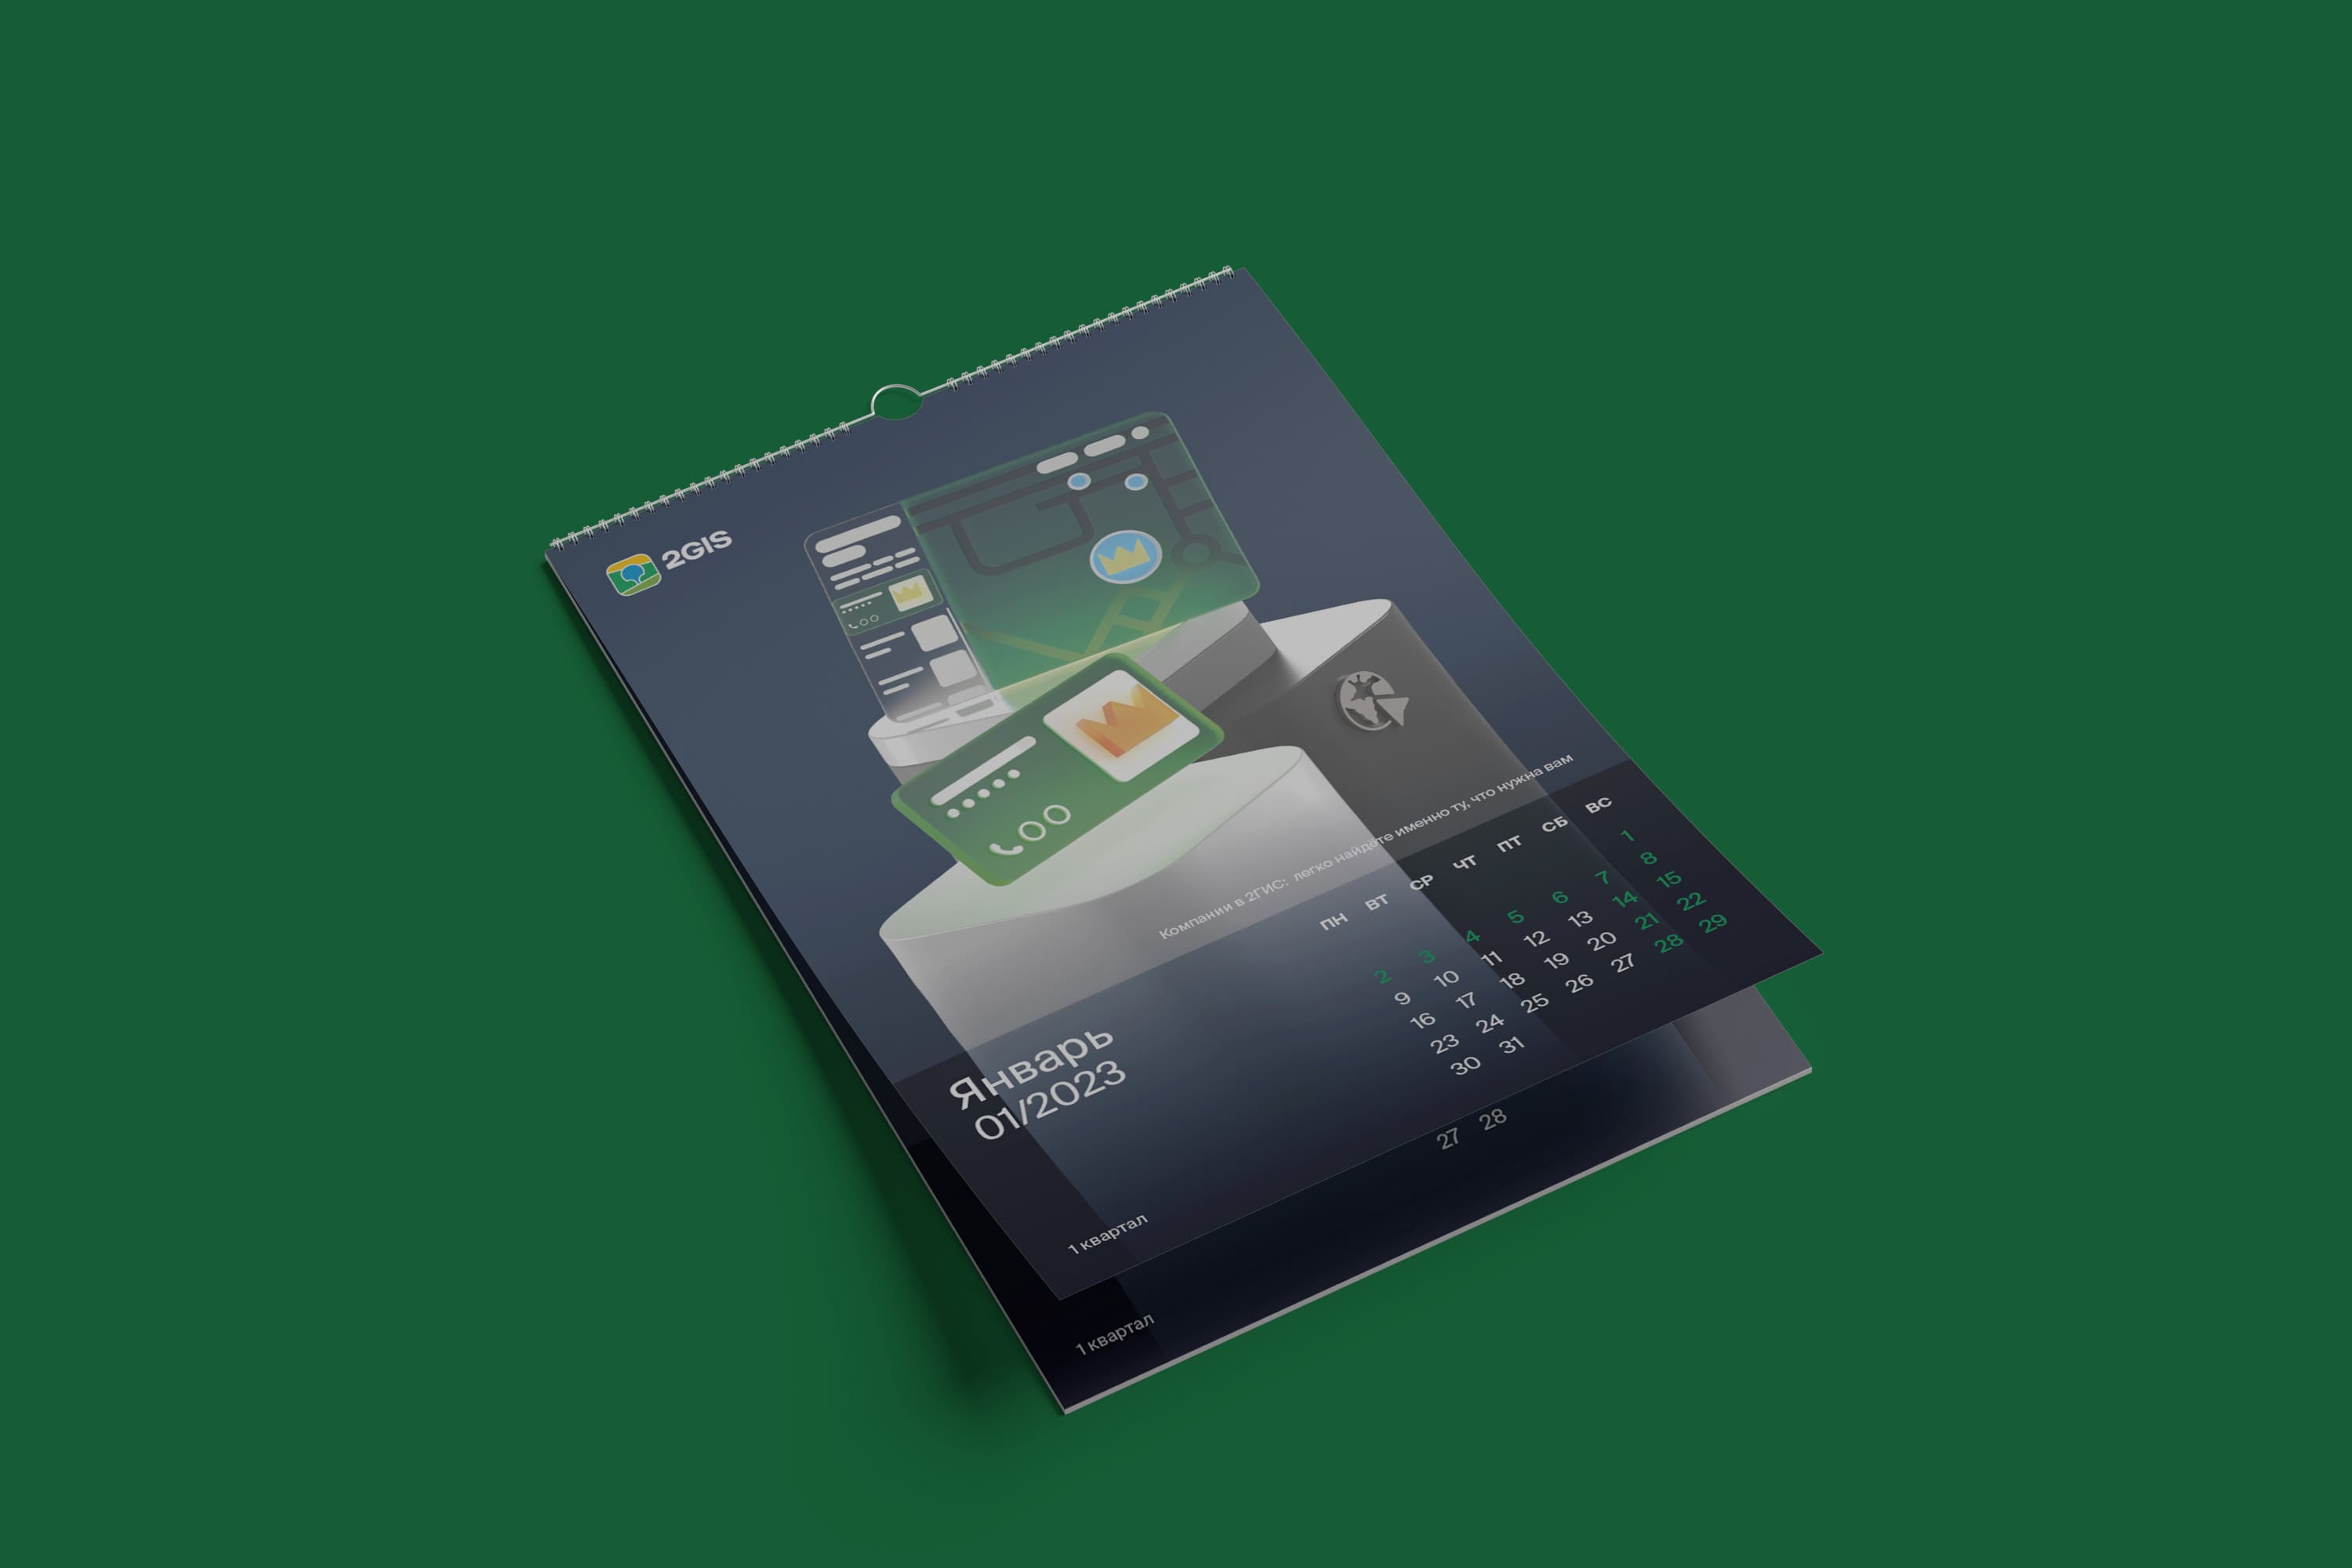 2GIS
Компании в 2ГИС: легко найдёте именно ту, что нужна вам
Январь
01/2023
ПН ВТ СР ЧТ ПТ СБ ВС
1
2 3 4 5 6 7 8
9 10 11 12 13 14 15
16 17 18 19 20 21 22
23 24 25 26 27 28 29
30 31
1 квартал
27 28
1 квартал